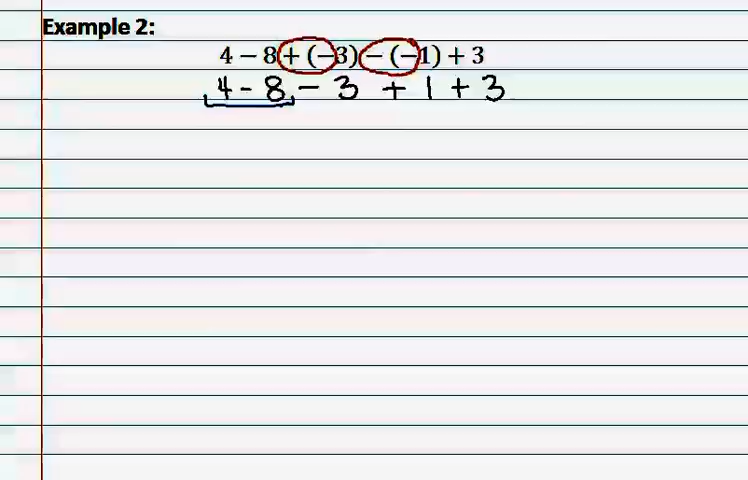 Example 2:
4 − 8 + (−3) − (−1) + 3
4 - 8 - 3 + 1 + 3